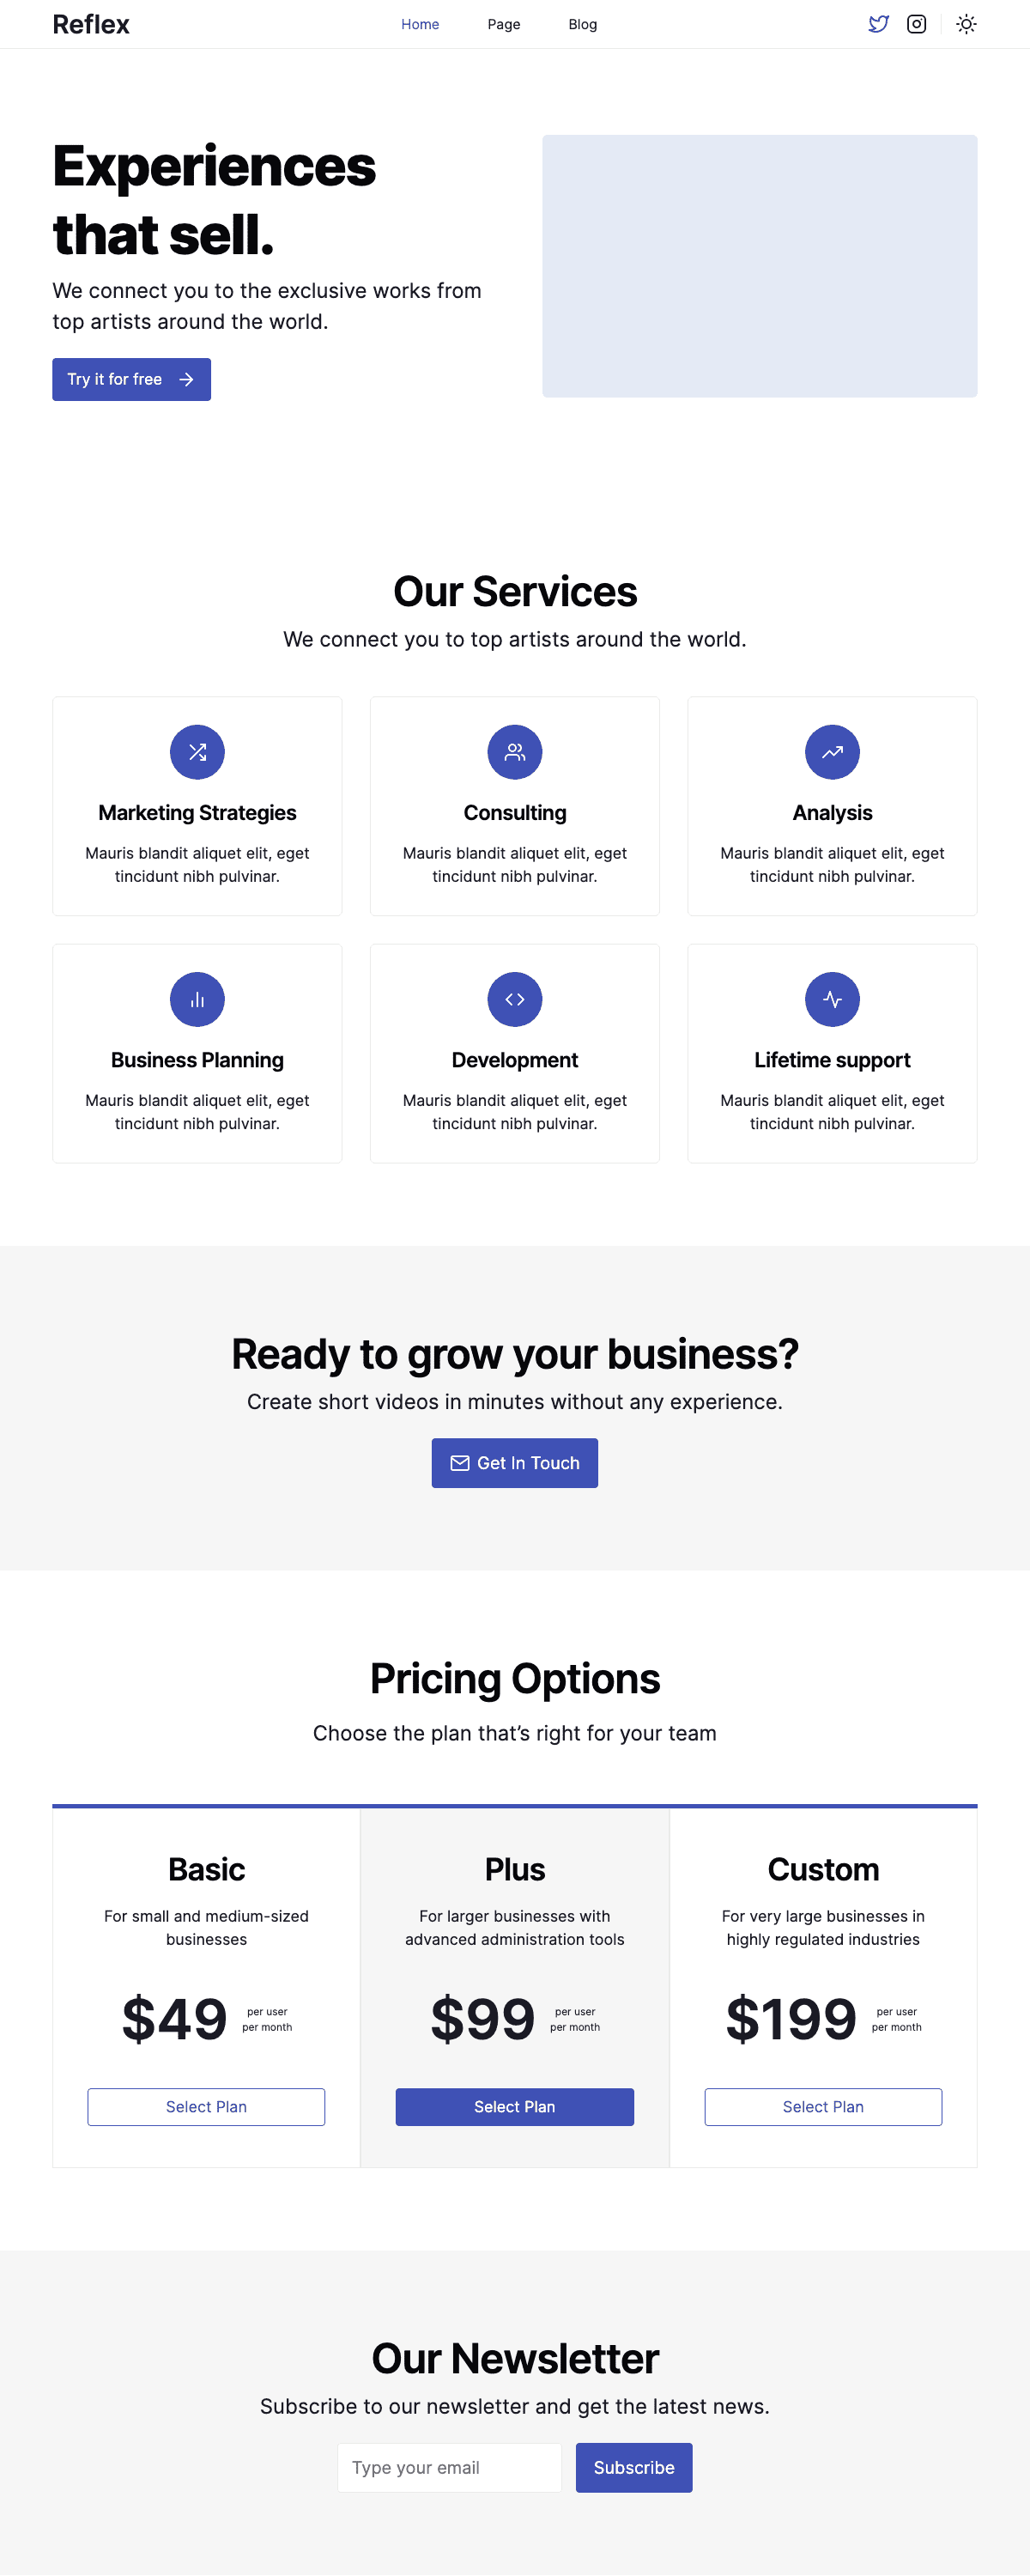 Reflex
Home
Page
Blog
Experiences
that sell.
We connect you to the exclusive works from
top artists around the world.
Try it for free
Our Services
We connect you to top artists around the world.
Marketing Strategies
Mauris blandit aliquet elit, eget
tincidunt nibh pulvinar.
Consulting
Mauris blandit aliquet elit, eget
tincidunt nibh pulvinar.
Analysis
Mauris blandit aliquet elit, eget
tincidunt nibh pulvinar.
Business Planning
Mauris blandit aliquet elit, eget
tincidunt nibh pulvinar.
Development
Mauris blandit aliquet elit, eget
tincidunt nibh pulvinar.
Lifetime support
Mauris blandit aliquet elit, eget
tincidunt nibh pulvinar.
Ready to grow your business?
Create short videos in minutes without any experience.
Get In Touch
Pricing Options
Choose the plan that’s right for your team
Basic
For small and medium-sized
businesses
$49
per user
per month
Select Plan
Plus
For larger businesses with
advanced administration tools
$99
per user
per month
Select Plan
Custom
For very large businesses in
highly regulated industries
$199
per user
per month
Select Plan
Our Newsletter
Subscribe to our newsletter and get the latest news.
Type your email
Subscribe